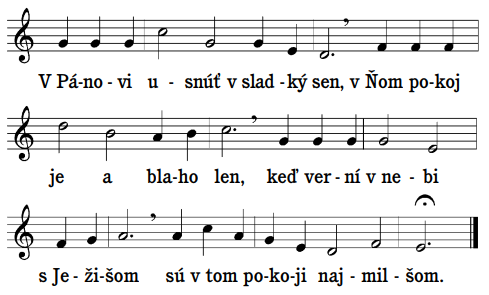 V Pá-no-vi u - snúť v slad-ký sen, v Ňom po-koj
je a bla-ho len, keď ver-ní v ne-bi
s Je-ži-šom sú v tom po-ko-ji naj-mil-šom.